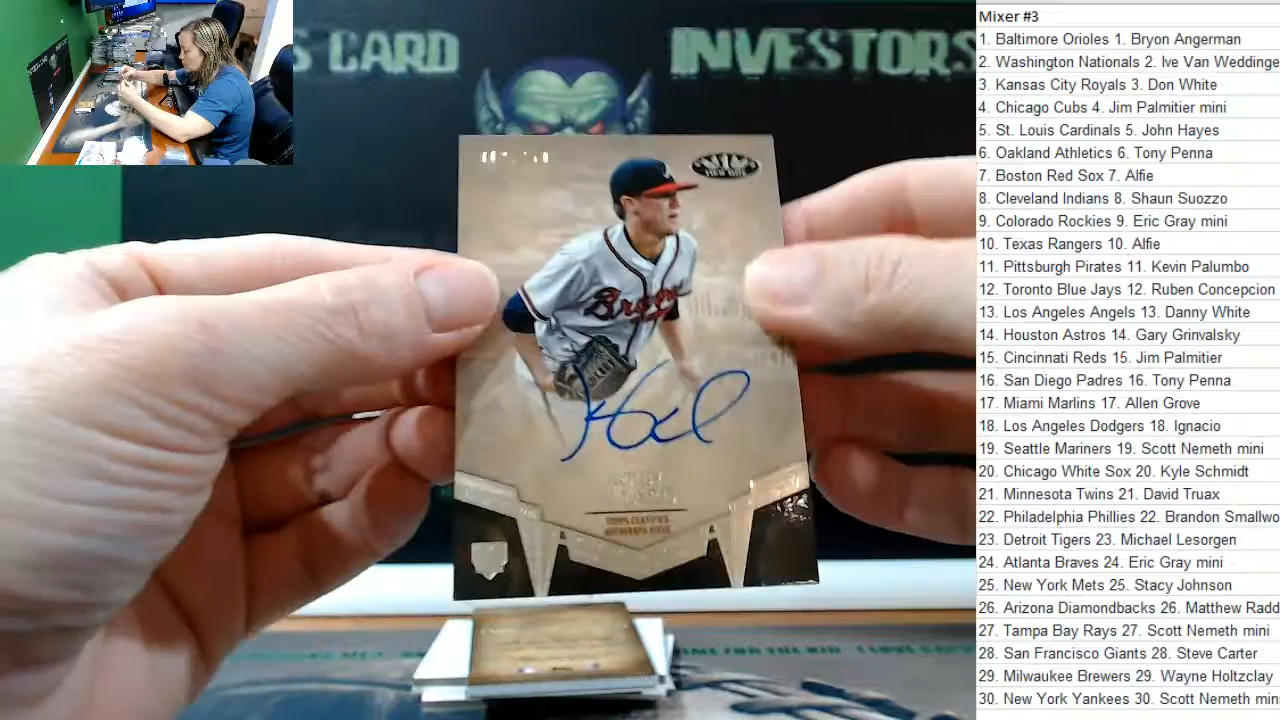 S CARD INVESTORS
TIER ONE
Braves
TOPPS CERTIFIED
AUTOGRAPH ISSUE
Mixer #3
1. Baltimore Orioles 1. Bryon Angerman
2. Washington Nationals 2. Ive Van Weddinge
3. Kansas City Royals 3. Don White
4. Chicago Cubs 4. Jim Palmitier mini
5. St. Louis Cardinals 5. John Hayes
6. Oakland Athletics 6. Tony Penna
7. Boston Red Sox 7. Alfie
8. Cleveland Indians 8. Shaun Suozzo
9. Colorado Rockies 9. Eric Gray mini
10. Texas Rangers 10. Alfie
11. Pittsburgh Pirates 11. Kevin Palumbo
12. Toronto Blue Jays 12. Ruben Concepcion
13. Los Angeles Angels 13. Danny White
14. Houston Astros 14. Gary Grinvalsky
15. Cincinnati Reds 15. Jim Palmitier
16. San Diego Padres 16. Tony Penna
17. Miami Marlins 17. Allen Grove
18. Los Angeles Dodgers 18. Ignacio
19. Seattle Mariners 19. Scott Nemeth mini
20. Chicago White Sox 20. Kyle Schmidt
21. Minnesota Twins 21. David Truax
22. Philadelphia Phillies 22. Brandon Smallwo
23. Detroit Tigers 23. Michael Lesorgen
24. Atlanta Braves 24. Eric Gray mini
25. New York Mets 25. Stacy Johnson
26. Arizona Diamondbacks 26. Matthew Radd
27. Tampa Bay Rays 27. Scott Nemeth mini
28. San Francisco Giants 28. Steve Carter
29. Milwaukee Brewers 29. Wayne Holtzclay
30. New York Yankees 30. Scott Nemeth min